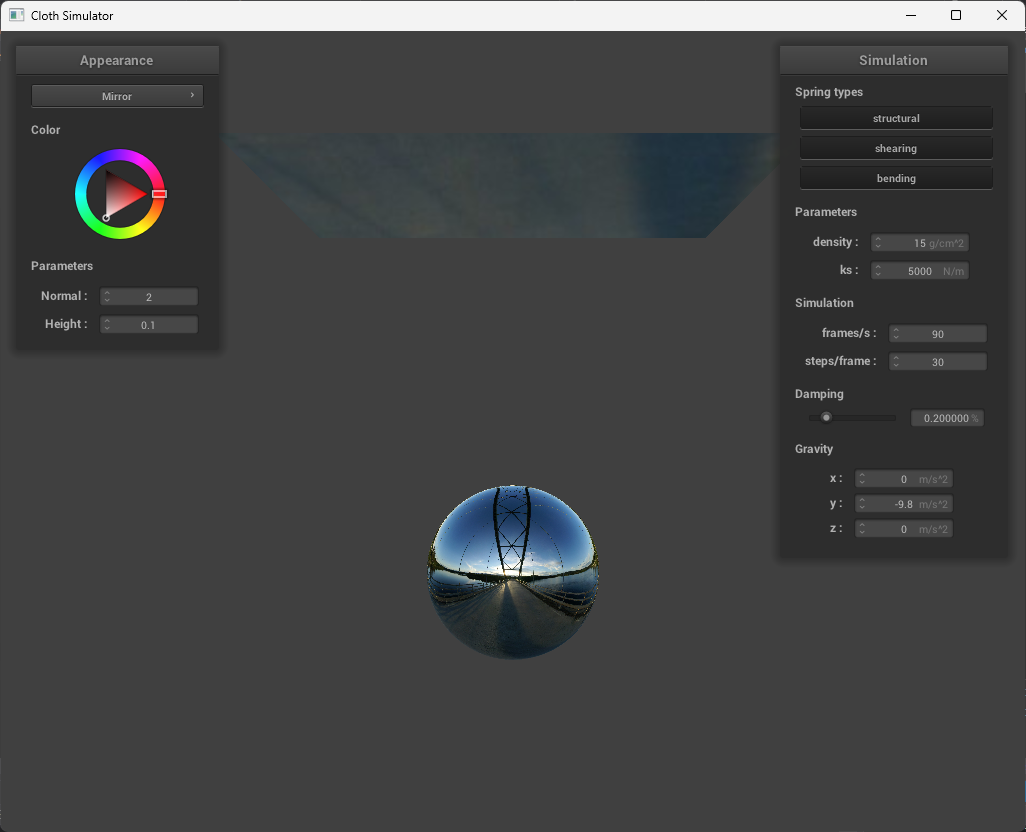 Cloth Simulator
Appearance
Mirror
Color
Parameters
Normal : 2
Height : 0.1
Simulation
Spring types
structural
shearing
bending
Parameters
density : 15 g/cm^2
ks : 5000 N/m
Simulation
frames/s : 90
steps/frame : 30
Damping
0.200000 %
Gravity
x : 0 m/s^2
y : -9.8 m/s^2
z : 0 m/s^2